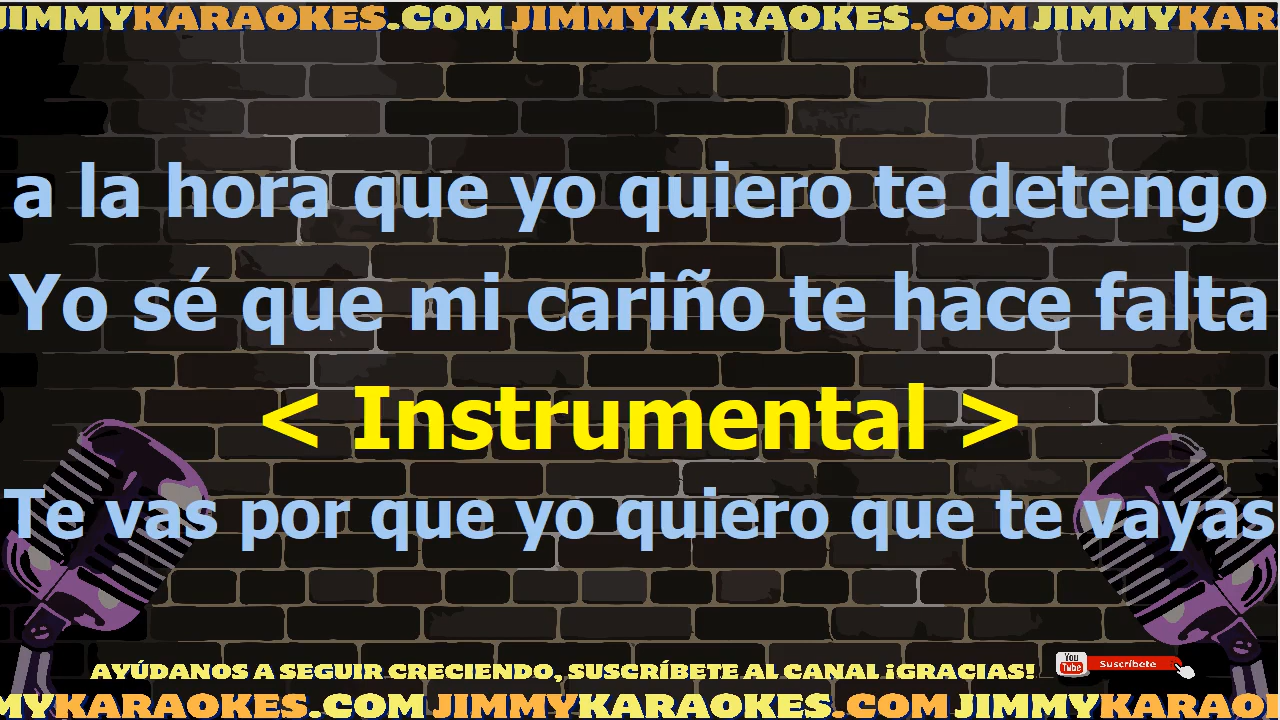 JIMMYKARAOKES.COM JIMMYKARAOKES.COM JIMMYKAR
a la hora que yo quiero te detengo
Yo sé que mi cariño te hace falta
< Instrumental >
Te vas por que yo quiero que te vayas
AYÚDANOS A SEGUIR CRECIENDO, SUSCRÍBETE AL CANAL ¡GRACIAS!
You Tube Suscríbete
MYKARAOKES.COM JIMMYKARAOKES.COM JIMMYKARAOK